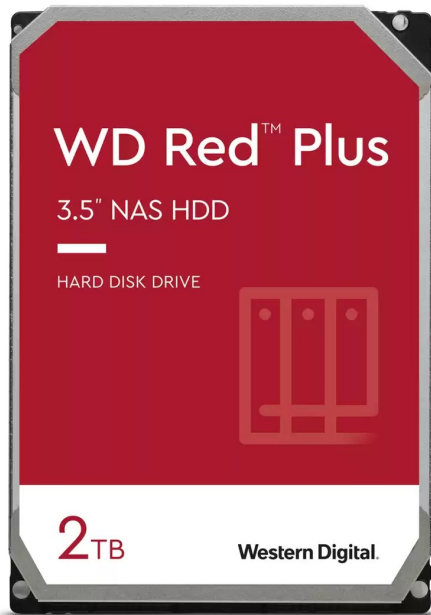 WD Red™ Plus
3.5" NAS HDD
HARD DISK DRIVE
2TB
Western Digital.